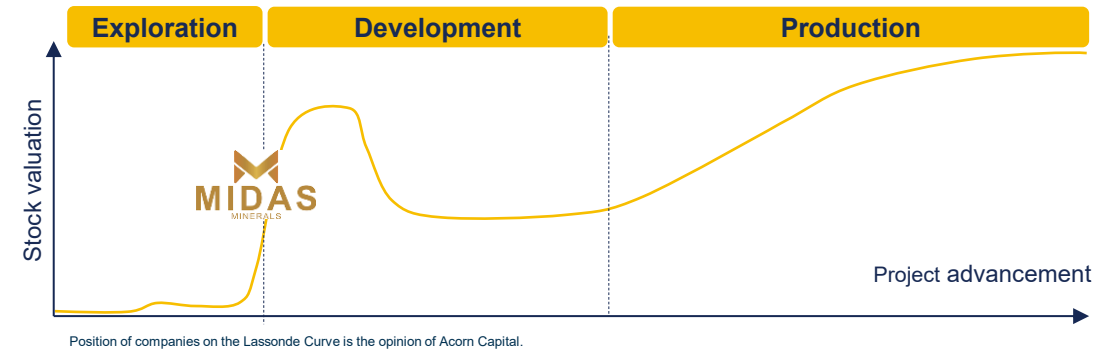 Exploration
Development
Production
Stock valuation
MIDAS
MINERALS
Project advancement
Position of companies on the Lassonde Curve is the opinion of Acorn Capital.